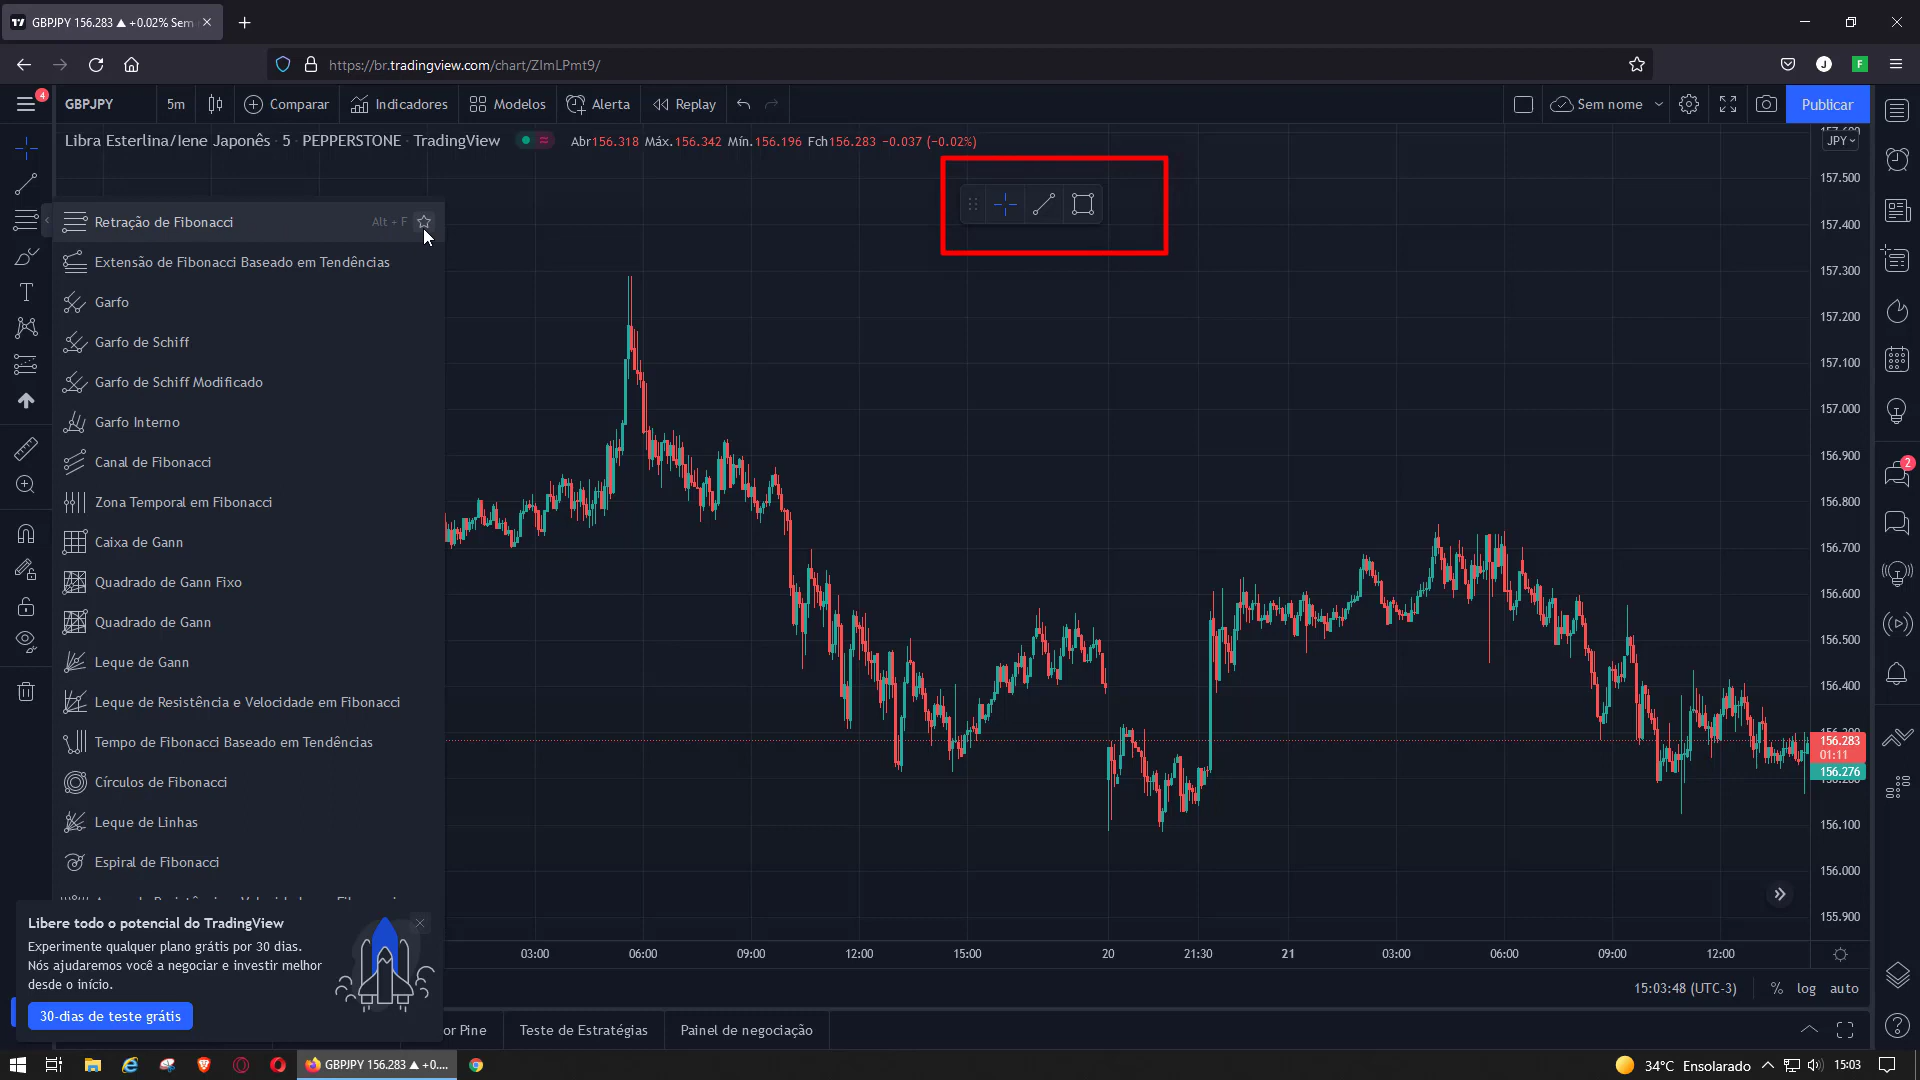 GBPJPY 156.283 ▲ +0.02% Sem
https://br.tradingview.com/chart/ZImLPmt9/
J
F
4
GBPJPY
5m
Comparar
Indicadores
Modelos
Alerta
Replay
Sem nome
Publicar
Libra Esterlina/Iene Japonês · 5 · PEPPERSTONE · TradingView
Abr156.318 Máx.156.342 Mín.156.196 Fch156.283 −0.037 (−0.02%)
JPY
157.500
157.400
157.300
157.200
157.100
157.000
156.900
156.800
156.700
156.600
156.500
156.400
156.283
01:11
156.276
156.100
156.000
155.900
2
Retração de Fibonacci
Alt + F
Extensão de Fibonacci Baseado em Tendências
Garfo
Garfo de Schiff
Garfo de Schiff Modificado
Garfo Interno
Canal de Fibonacci
Zona Temporal em Fibonacci
Caixa de Gann
Quadrado de Gann Fixo
Quadrado de Gann
Leque de Gann
Leque de Resistência e Velocidade em Fibonacci
Tempo de Fibonacci Baseado em Tendências
Círculos de Fibonacci
Leque de Linhas
Espiral de Fibonacci
Libere todo o potencial do TradingView
Experimente qualquer plano grátis por 30 dias.
Nós ajudaremos você a negociar e investir melhor
desde o início.
30-dias de teste grátis
03:00
06:00
09:00
12:00
15:00
20
21:30
21
03:00
06:00
09:00
12:00
15:03:48 (UTC-3)
%
log
auto
or Pine
Teste de Estratégias
Painel de negociação
GBPJPY 156.283 ▲ +0....
34°C Ensolarado
15:03